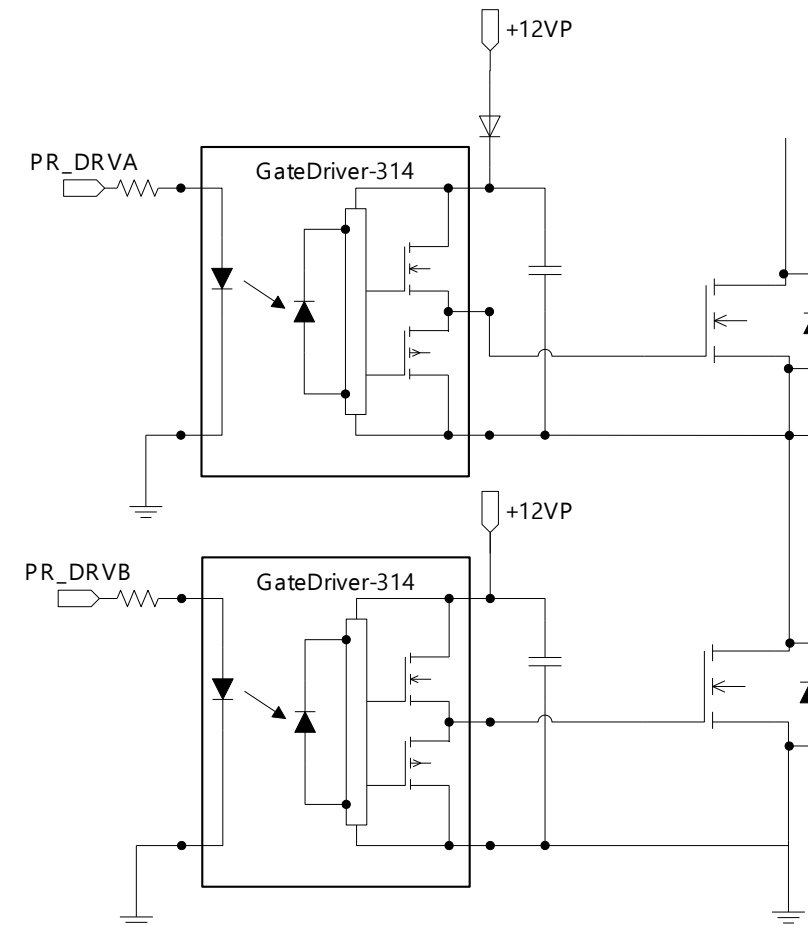 +12VP
PR_DRVA
GateDriver-314
+12VP
PR_DRVB
GateDriver-314